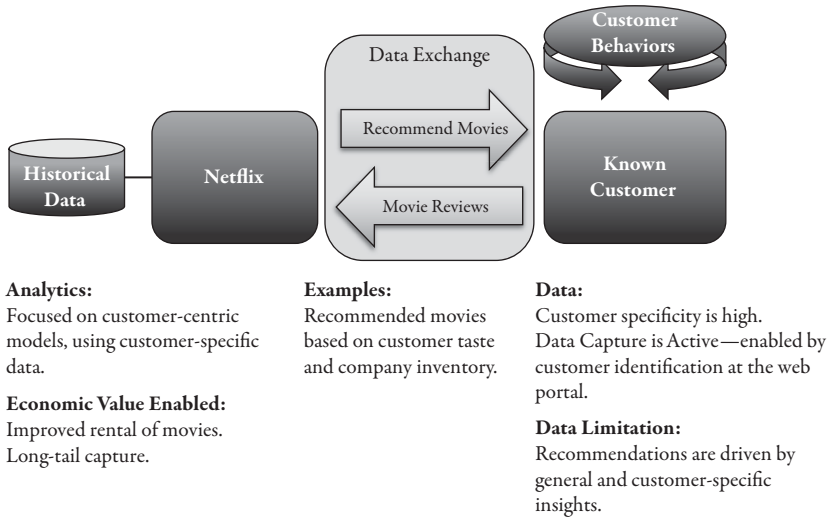 Customer
Behaviors
Data Exchange
Recommend Movies
Historical
Data
Netflix
Known
Customer
Movie Reviews
Analytics:
Focused on customer-centric
models, using customer-specific
data.
Economic Value Enabled:
Improved rental of movies.
Long-tail capture.
Examples:
Recommended movies
based on customer taste
and company inventory.
Data:
Customer specificity is high.
Data Capture is Active—enabled by
customer identification at the web
portal.
Data Limitation:
Recommendations are driven by
general and customer-specific
insights.